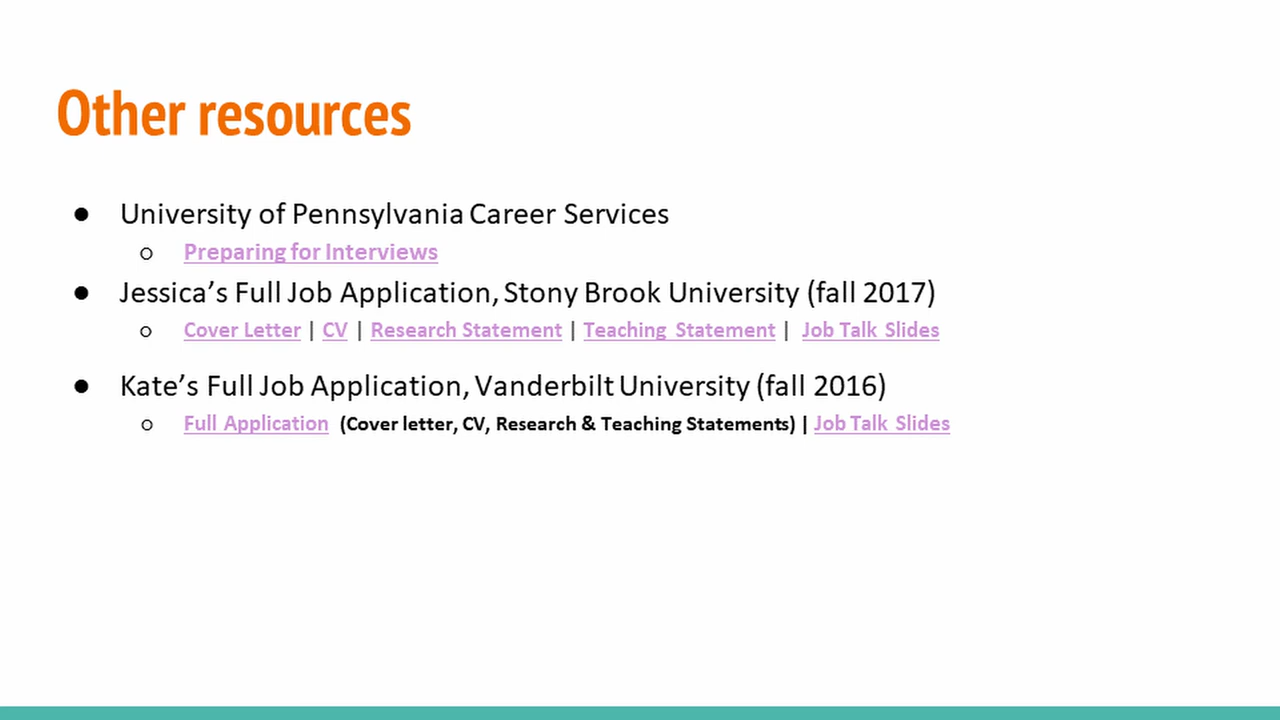 Other resources
● University of Pennsylvania Career Services
○ Preparing for Interviews
● Jessica’s Full Job Application, Stony Brook University (fall 2017)
○ Cover Letter | CV | Research Statement | Teaching Statement | Job Talk Slides
● Kate’s Full Job Application, Vanderbilt University (fall 2016)
○ Full Application (Cover letter, CV, Research & Teaching Statements) | Job Talk Slides